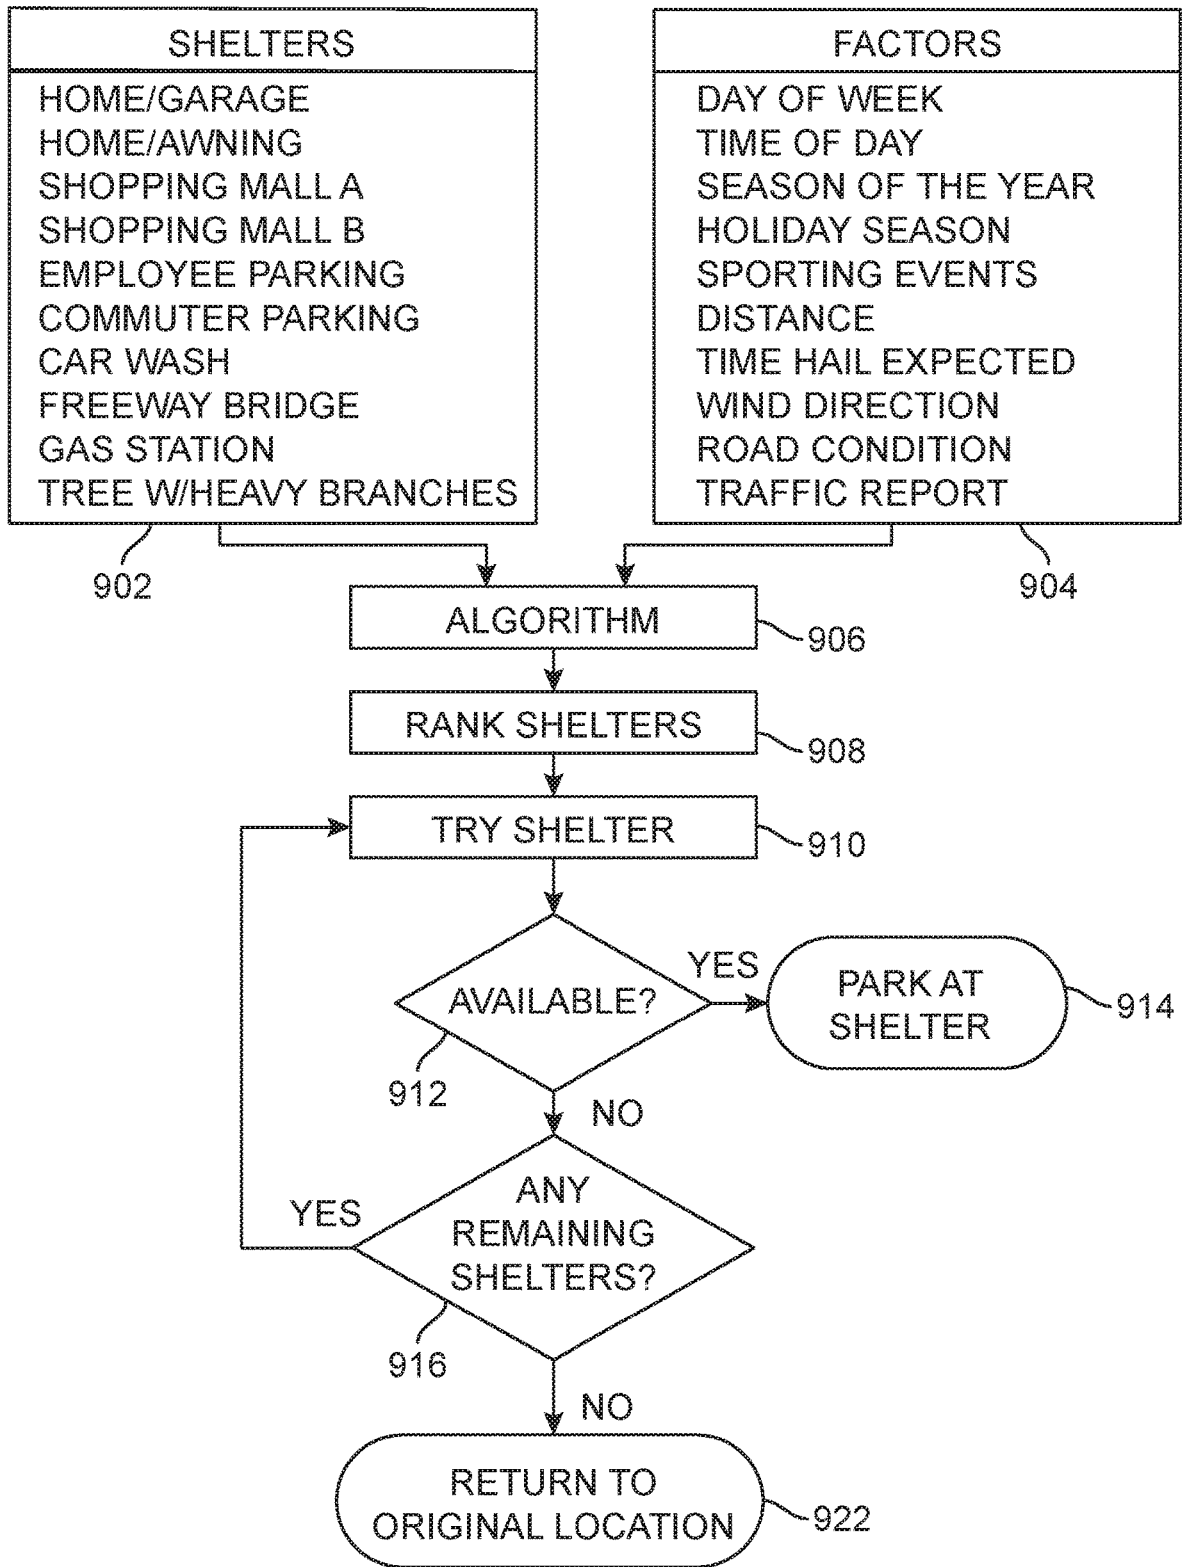 SHELTERS
HOME/GARAGE
HOME/AWNING
SHOPPING MALL A
SHOPPING MALL B
EMPLOYEE PARKING
COMMUTER PARKING
CAR WASH
FREEWAY BRIDGE
GAS STATION
TREE W/HEAVY BRANCHES
902
FACTORS
DAY OF WEEK
TIME OF DAY
SEASON OF THE YEAR
HOLIDAY SEASON
SPORTING EVENTS
DISTANCE
TIME HAIL EXPECTED
WIND DIRECTION
ROAD CONDITION
TRAFFIC REPORT
904
ALGORITHM
906
RANK SHELTERS
908
TRY SHELTER
910
AVAILABLE?
912
YES
PARK AT
SHELTER
914
NO
ANY
REMAINING
SHELTERS?
916
YES
NO
RETURN TO
ORIGINAL LOCATION
922